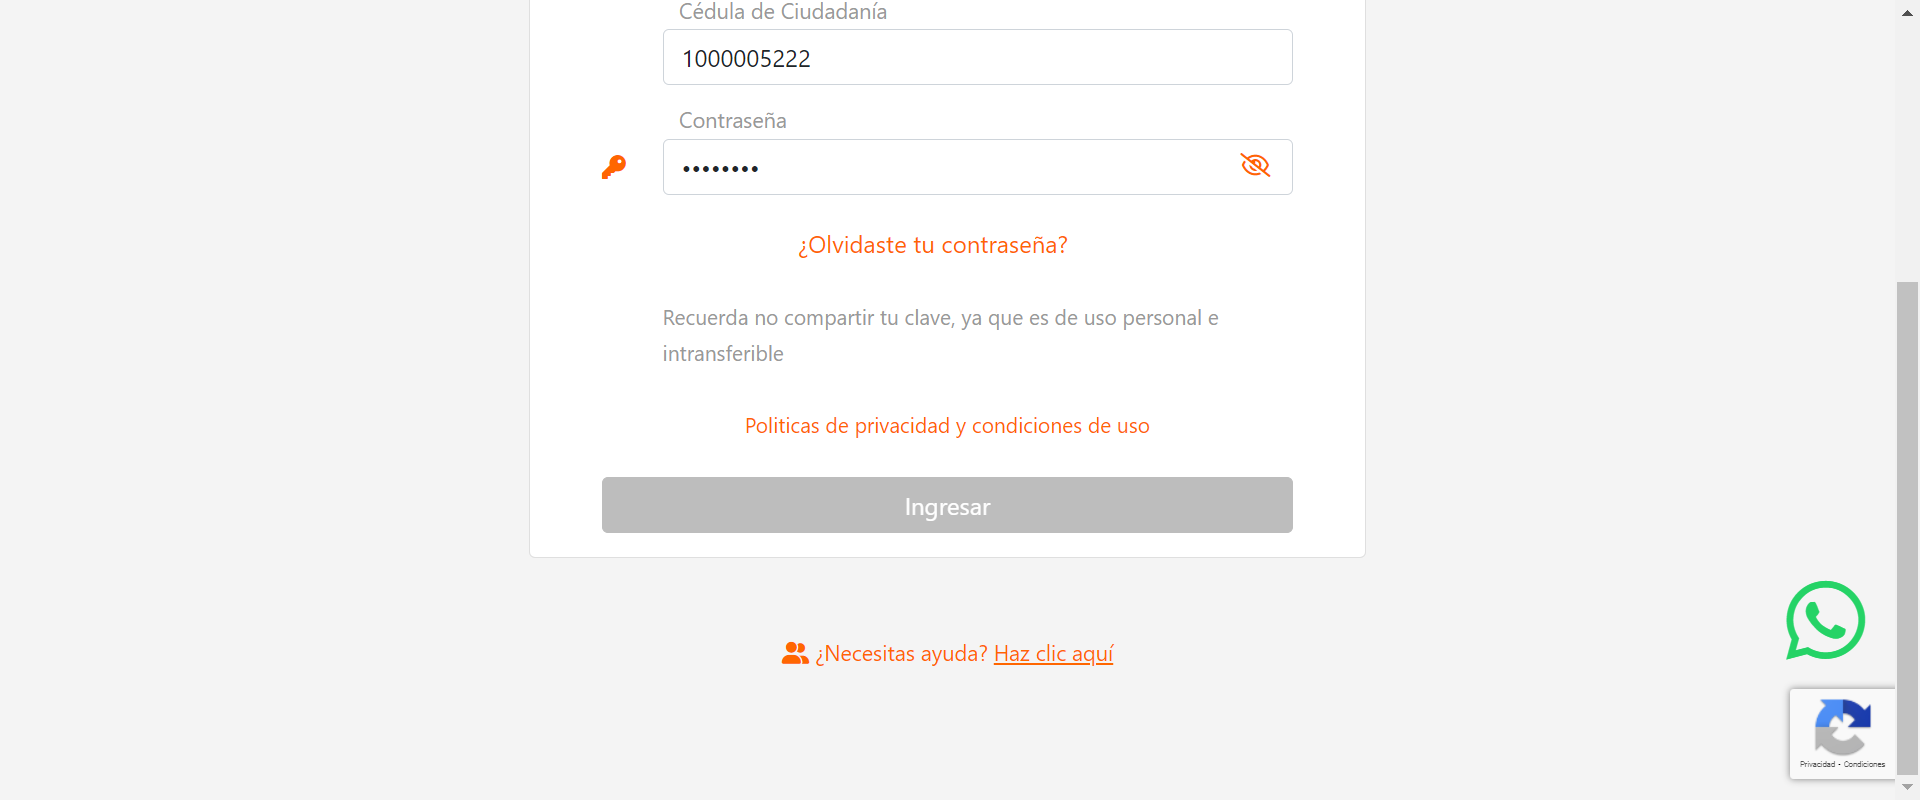 Cédula de Ciudadanía
1000005222
Contraseña
••••••••
¿Olvidaste tu contraseña?
Recuerda no compartir tu clave, ya que es de uso personal e
intransferible
Politicas de privacidad y condiciones de uso
Ingresar
¿Necesitas ayuda? Haz clic aquí
Privacidad - Condiciones